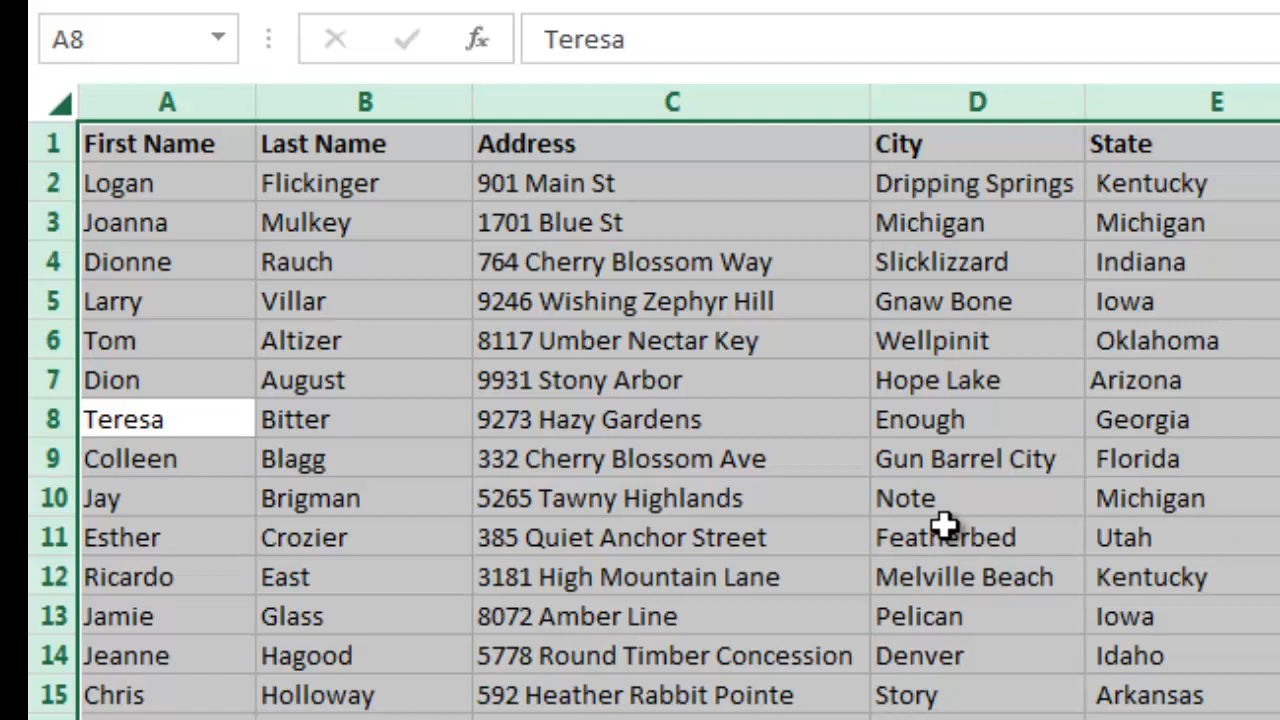 A8 fx Teresa
A B C D E
1 First Name Last Name Address City State
2 Logan Flickinger 901 Main St Dripping Springs Kentucky
3 Joanna Mulkey 1701 Blue St Michigan Michigan
4 Dionne Rauch 764 Cherry Blossom Way Slicklizzard Indiana
5 Larry Villar 9246 Wishing Zephyr Hill Gnaw Bone Iowa
6 Tom Altizer 8117 Umber Nectar Key Wellpinit Oklahoma
7 Dion August 9931 Stony Arbor Hope Lake Arizona
8 Teresa Bitter 9273 Hazy Gardens Enough Georgia
9 Colleen Blagg 332 Cherry Blossom Ave Gun Barrel City Florida
10 Jay Brigman 5265 Tawny Highlands Note Michigan
11 Esther Crozier 385 Quiet Anchor Street Featherbed Utah
12 Ricardo East 3181 High Mountain Lane Melville Beach Kentucky
13 Jamie Glass 8072 Amber Line Pelican Iowa
14 Jeanne Hagood 5778 Round Timber Concession Denver Idaho
15 Chris Holloway 592 Heather Rabbit Pointe Story Arkansas